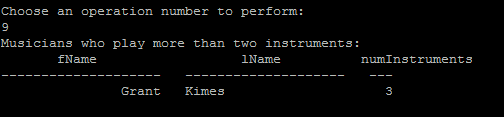 Choose an operation number to perform:
9
Musicians who play more than two instruments:
fName lName numInstruments
-------------------- -------------------- ---
Grant Kimes 3